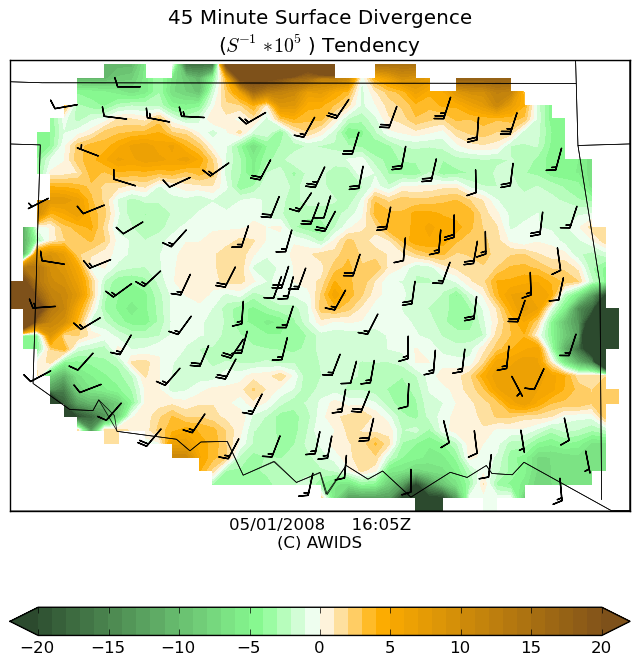 45 Minute Surface Divergence
(S⁻¹ *10⁵ ) Tendency
05/01/2008 16:05Z
(C) AWIDS
−20 −15 −10 −5 0 5 10 15 20